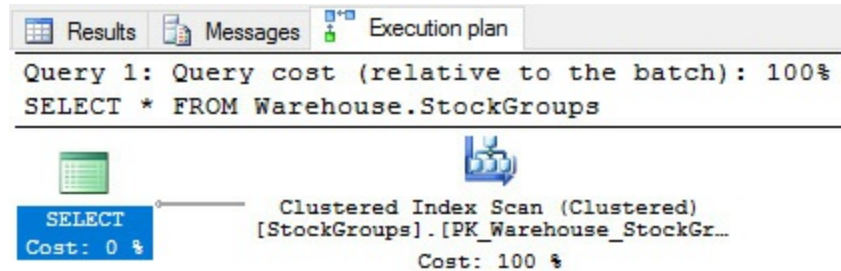 Results Messages Execution plan
Query 1: Query cost (relative to the batch): 100%
SELECT * FROM Warehouse.StockGroups
SELECT
Cost: 0 %
Clustered Index Scan (Clustered)
[StockGroups].[PK_Warehouse_StockGr…
Cost: 100 %